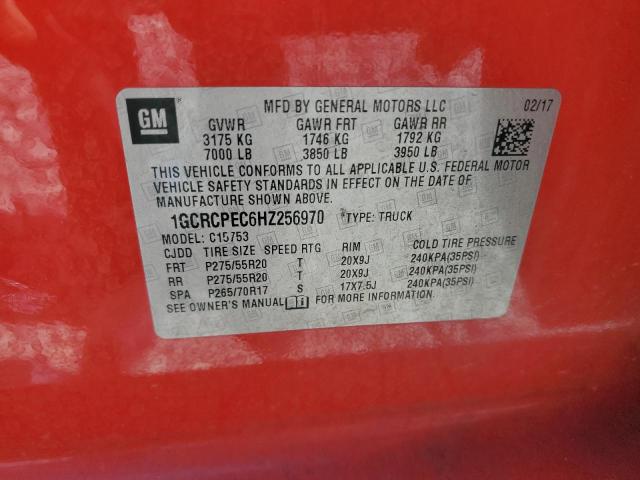 GM
MFD BY GENERAL MOTORS LLC 02/17
GVWR GAWR FRT GAWR RR
3175 KG 1746 KG 1792 KG
7000 LB 3850 LB 3950 LB
THIS VEHICLE CONFORMS TO ALL APPLICABLE U.S. FEDERAL MOTOR
VEHICLE SAFETY STANDARDS IN EFFECT ON THE DATE OF
MANUFACTURE SHOWN ABOVE.
1GCRCPEC6HZ256970 TYPE: TRUCK
MODEL: C15753
CJDD TIRE SIZE SPEED RTG RIM COLD TIRE PRESSURE
FRT P275/55R20 T 20X9J 240KPA(35PSI)
RR P275/55R20 T 20X9J 240KPA(35PSI)
SPA P265/70R17 S 17X7.5J 240KPA(35PSI)
SEE OWNER'S MANUAL FOR MORE INFORMATION.